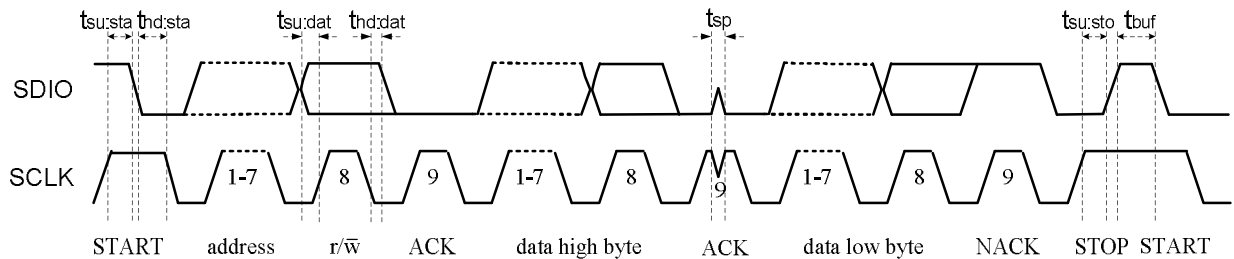 tsu:sta thd:sta tsu:dat thd:dat tsp tsu:sto tbuf
SDIO
SCLK 1-7 8 9 1-7 8 9 1-7 8 9
START address r/w̅ ACK data high byte ACK data low byte NACK STOP START